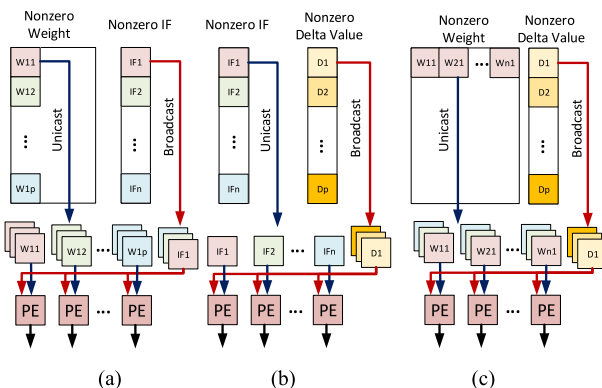 Nonzero
Weight
Nonzero IF
W11
W12
...
W1p
Unicast
IF1
IF2
...
IFn
Broadcast
W11
W12
...
W1p
IF1
PE
PE
...
PE
(a)
Nonzero IF
Nonzero
Delta Value
IF1
IF2
...
IFn
Unicast
D1
D2
...
Dp
Broadcast
IF1
IF2
...
IFn
D1
PE
PE
...
PE
(b)
Nonzero
Weight
Nonzero
Delta Value
W11
W21
...
Wn1
Unicast
D1
D2
...
Dp
Broadcast
W11
W21
...
Wn1
D1
PE
PE
...
PE
(c)